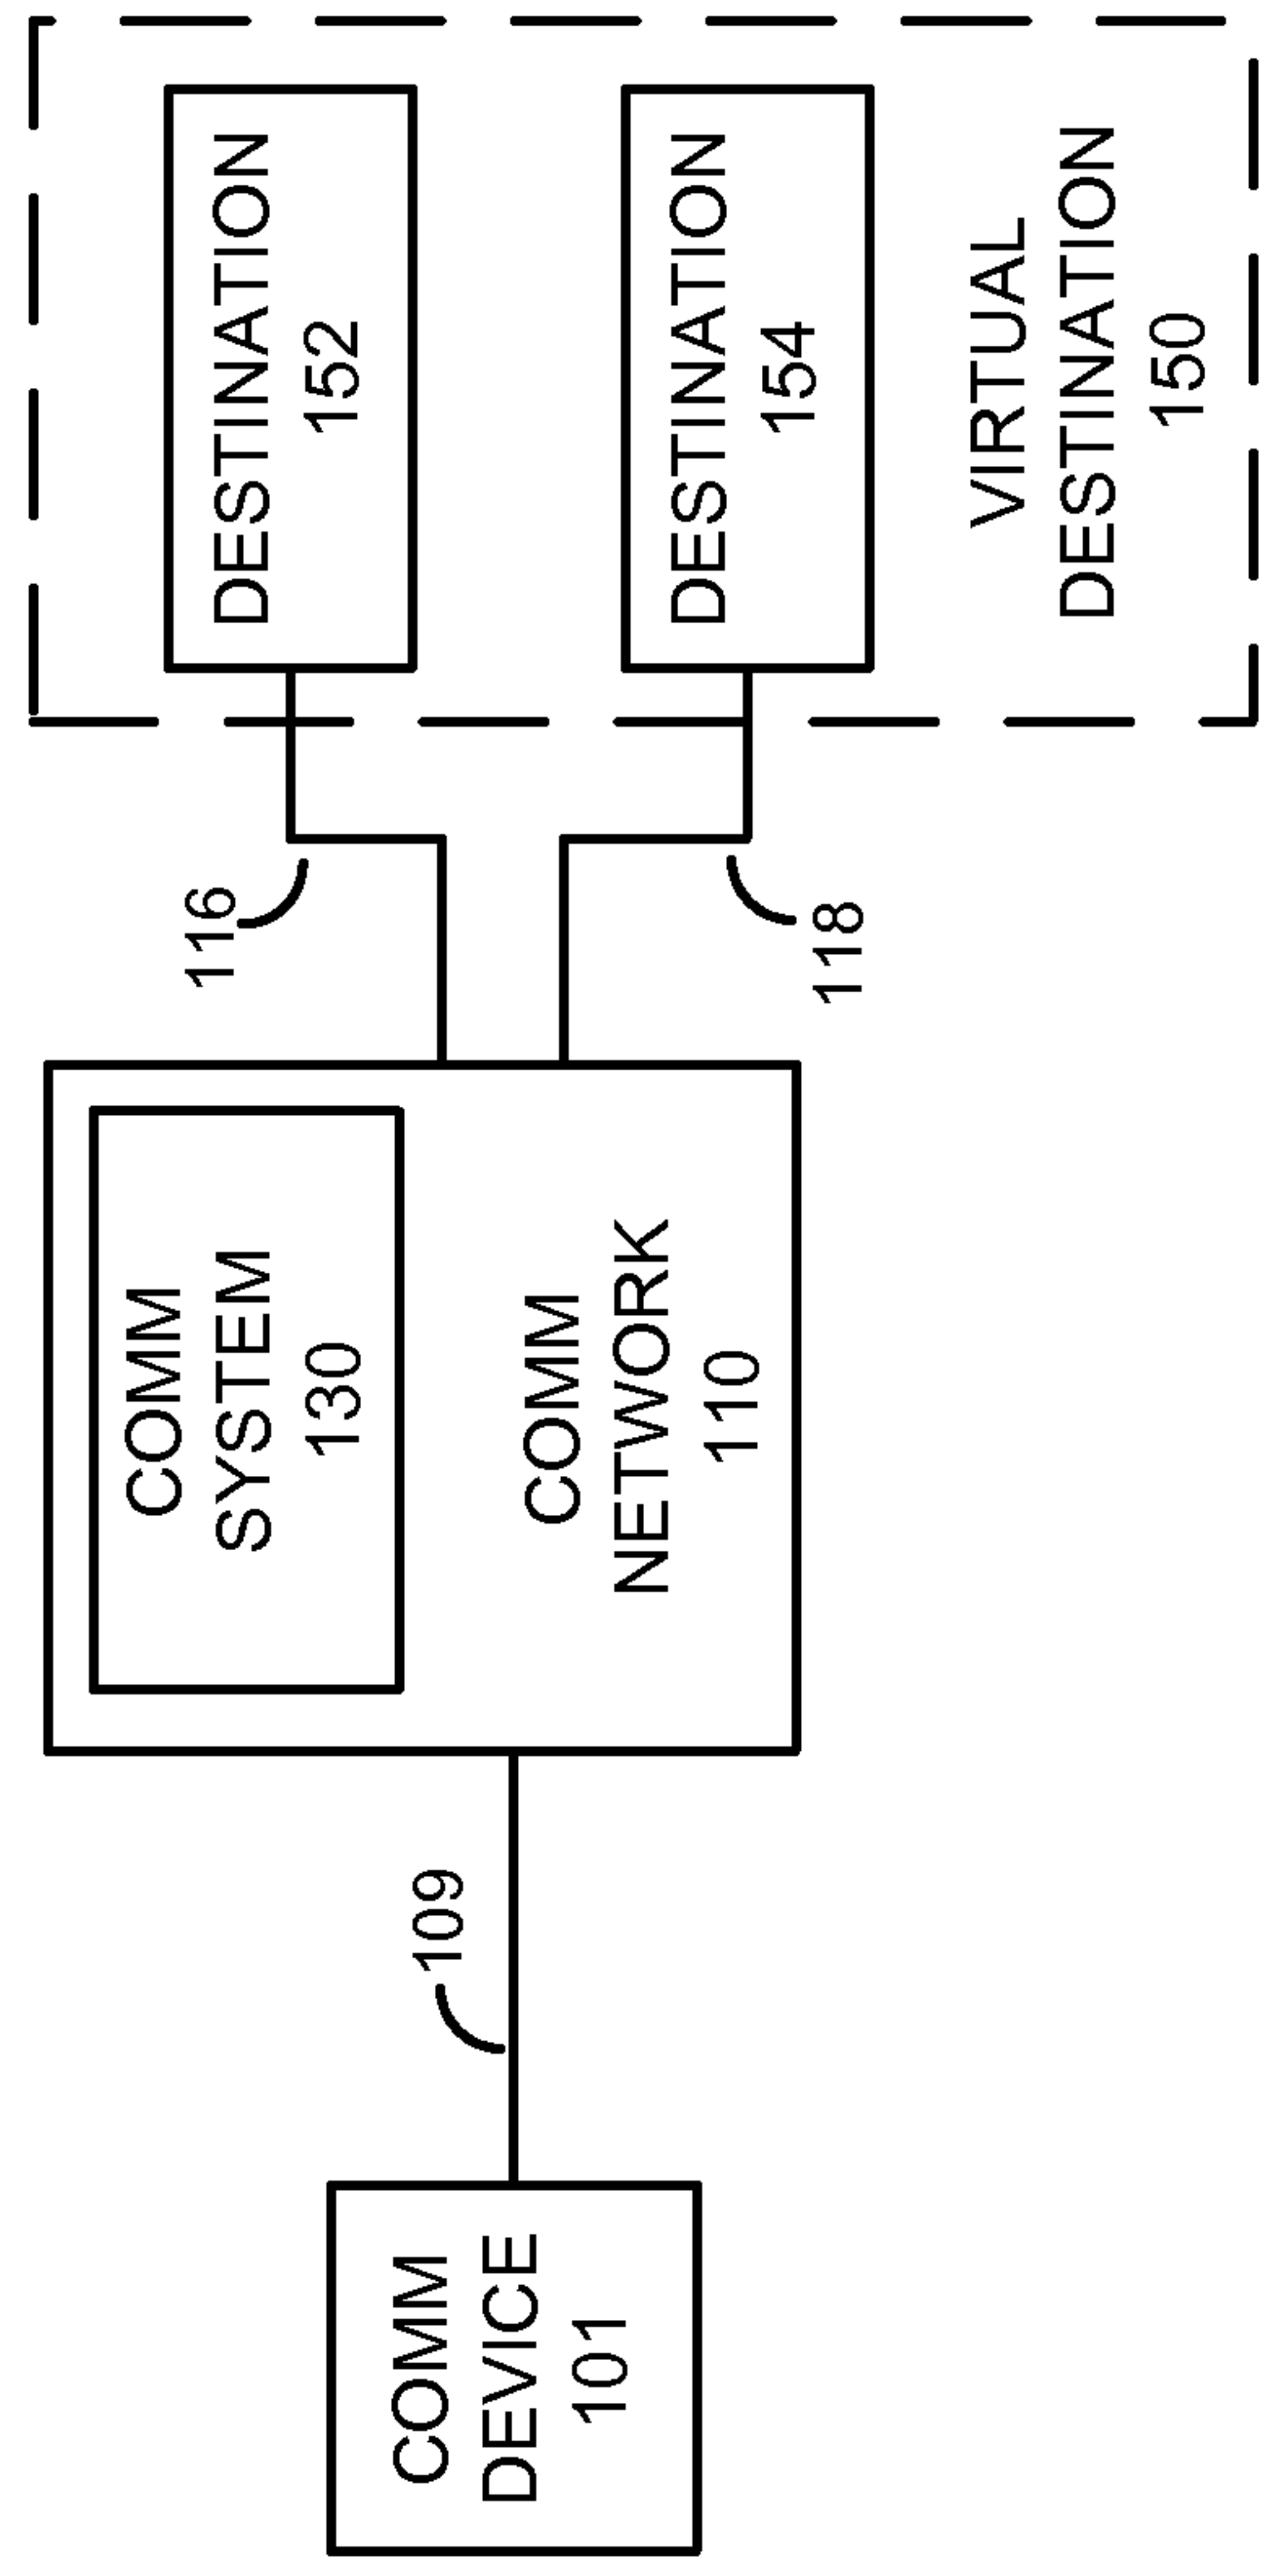 COMM
DEVICE
101
109
COMM
SYSTEM
130
COMM
NETWORK
110
116
118
DESTINATION
152
DESTINATION
154
VIRTUAL
DESTINATION
150